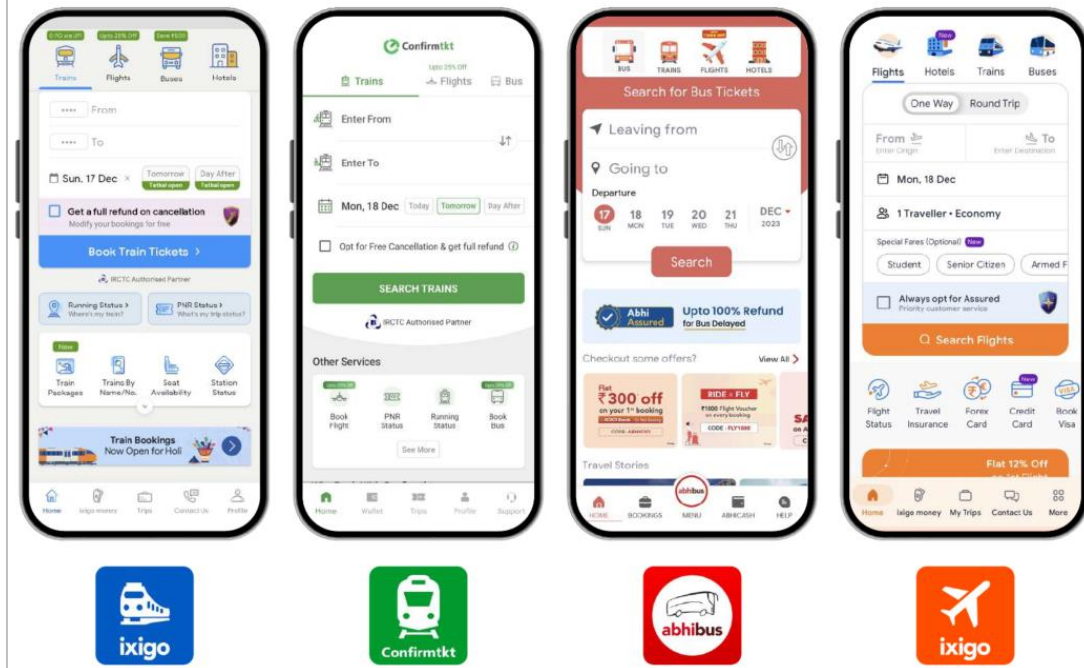 Upto 25% Off
Save ₹500
Trains
Flights
Buses
Hotels
From
To
Sun, 17 Dec ×
Tomorrow
Tatkal open
Day After
Tatkal open
Get a full refund on cancellation
Modify your bookings for free
Book Train Tickets >
IRCTC Authorised Partner
Running Status >
Where's my train?
PNR Status >
What's my trip status?
New
Train Packages
Trains By Name/No.
Seat Availability
Station Status
Train Bookings
Now Open for Holi
Home
ixigo money
Trips
Contact Us
Profile
ixigo
Confirmtkt
Upto 25% Off
Trains
Flights
Bus
Enter From
Enter To
Mon, 18 Dec
Today
Tomorrow
Day After
Opt for Free Cancellation & get full refund
SEARCH TRAINS
IRCTC Authorised Partner
Other Services
Book Flight
PNR Status
Running Status
Book bus
See More
Home
Wallet
Trips
Profile
Support
Confirmtkt
BUS
TRAINS
FLIGHTS
HOTELS
Search for Bus Tickets
Leaving from
Going to
Departure
17 18 19 20 21 DEC
SUN MON TUE WED THU 2023
Search
Abhi Assured
Upto 100% Refund
for Bus Delayed
Checkout some offers?
View All >
Flat
₹300 off
on your 1st booking
RIDE & FLY
₹1000 Flight Voucher
on every booking
CODE -FLY1000
Travel Stories
abhibus
HOME
BOOKINGS
MENU
ABHICASH
HELP
abhibus
New
Flights
Hotels
Trains
Buses
One Way
Round Trip
From
Enter Origin
To
Enter Destination
Mon, 18 Dec
1 Traveller • Economy
Special Fares (Optional) New
Student
Senior Citizen
Armed F
Always opt for Assured
Priority customer service
Search Flights
New
Flight Status
Travel Insurance
Forex Card
Credit Card
VISA
Book Visa
Flat 12% Off
Home
ixigo money
My Trips
Contact Us
More
ixigo